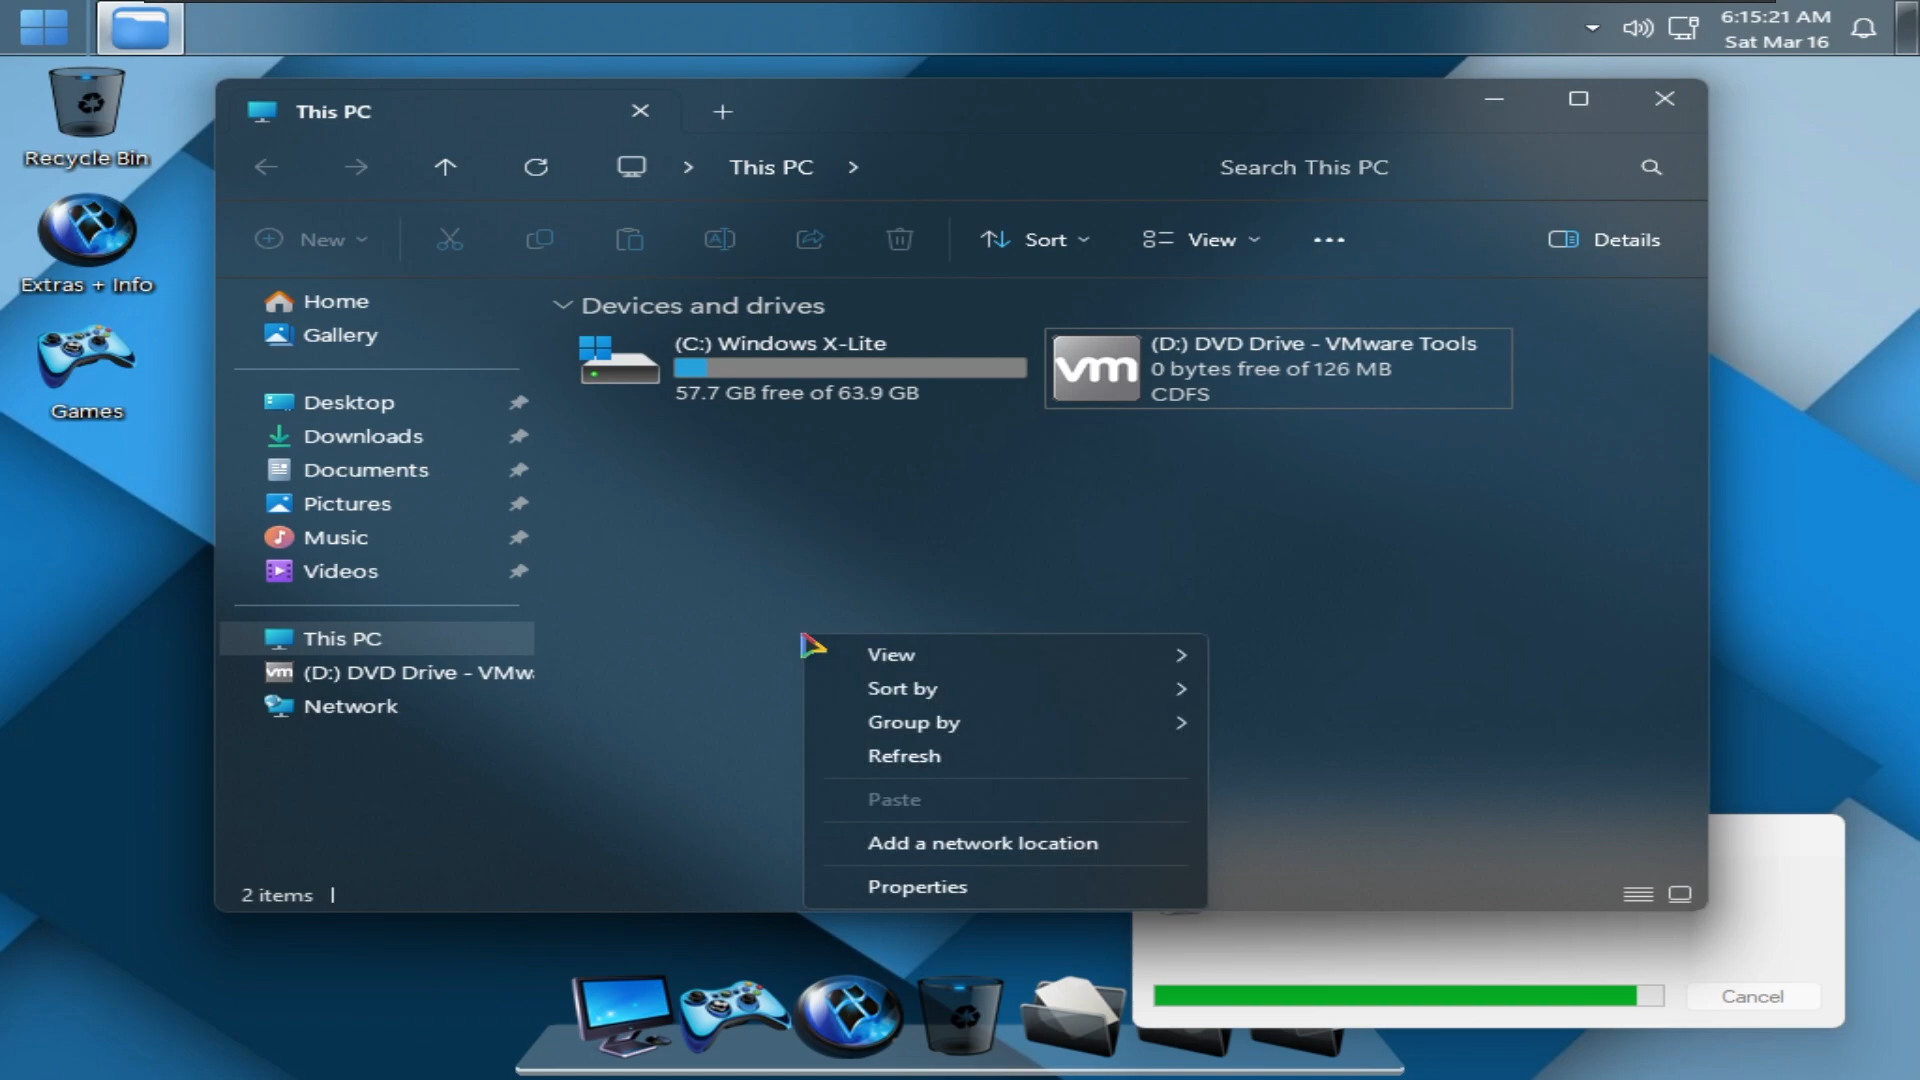 6:15:21 AM
Sat Mar 16
Recycle Bin
Extras + Info
Games
This PC
This PC
Search This PC
New
Sort
View
Details
Home
Gallery
Desktop
Downloads
Documents
Pictures
Music
Videos
This PC
(D:) DVD Drive - VMw
Network
Devices and drives
(C:) Windows X-Lite
57.7 GB free of 63.9 GB
vm
(D:) DVD Drive - VMware Tools
0 bytes free of 126 MB
CDFS
View
Sort by
Group by
Refresh
Paste
Add a network location
Properties
2 items
Cancel